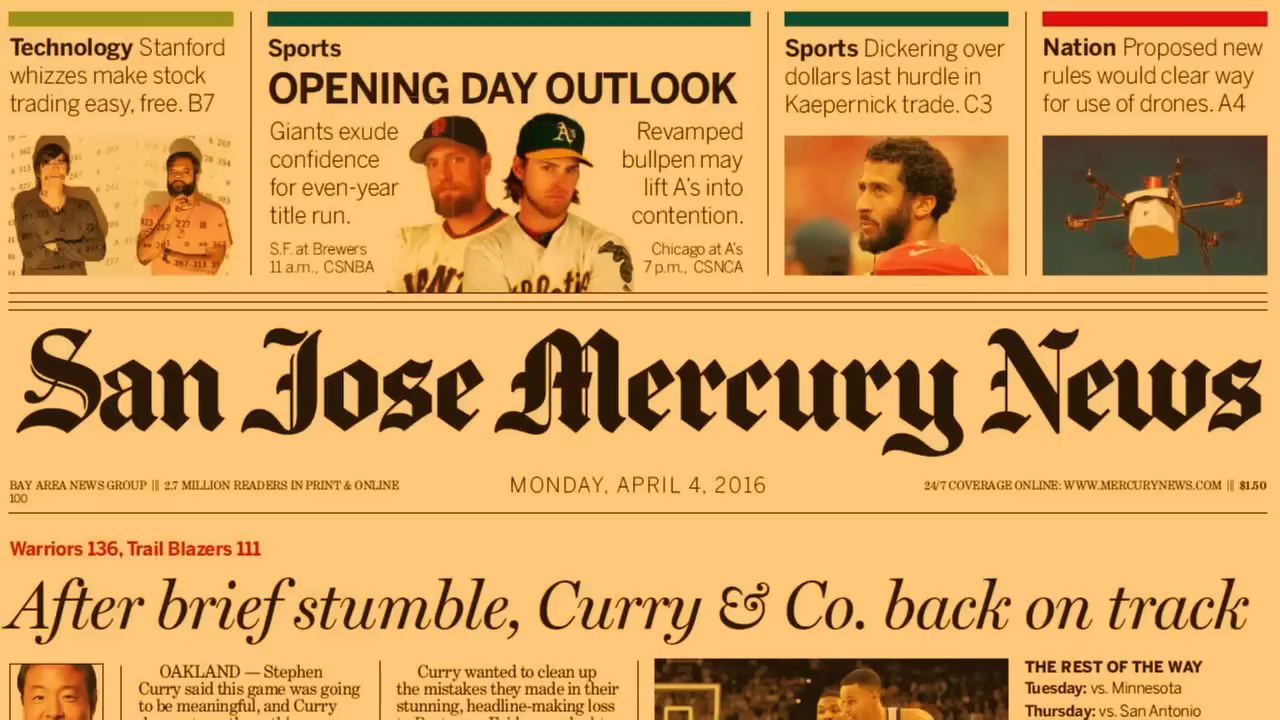 Technology Stanford
whizzes make stock
trading easy, free. B7
Sports
OPENING DAY OUTLOOK
Giants exude
confidence
for even-year
title run.
S.F. at Brewers
11 a.m., CSNBA
Revamped
bullpen may
lift A's into
contention.
Chicago at A's
7 p.m., CSNCA
Sports Dickering over
dollars last hurdle in
Kaepernick trade. C3
Nation Proposed new
rules would clear way
for use of drones. A4
San Jose Mercury News
BAY AREA NEWS GROUP ||| 2.7 MILLION READERS IN PRINT & ONLINE
100
MONDAY, APRIL 4, 2016
24/7 COVERAGE ONLINE: WWW.MERCURYNEWS.COM ||| $1.50
Warriors 136, Trail Blazers 111
After brief stumble, Curry & Co. back on track
OAKLAND — Stephen
Curry said this game was going
to be meaningful, and Curry
Curry wanted to clean up
the mistakes they made in their
stunning, headline-making loss
THE REST OF THE WAY
Tuesday: vs. Minnesota
Thursday: vs. San Antonio